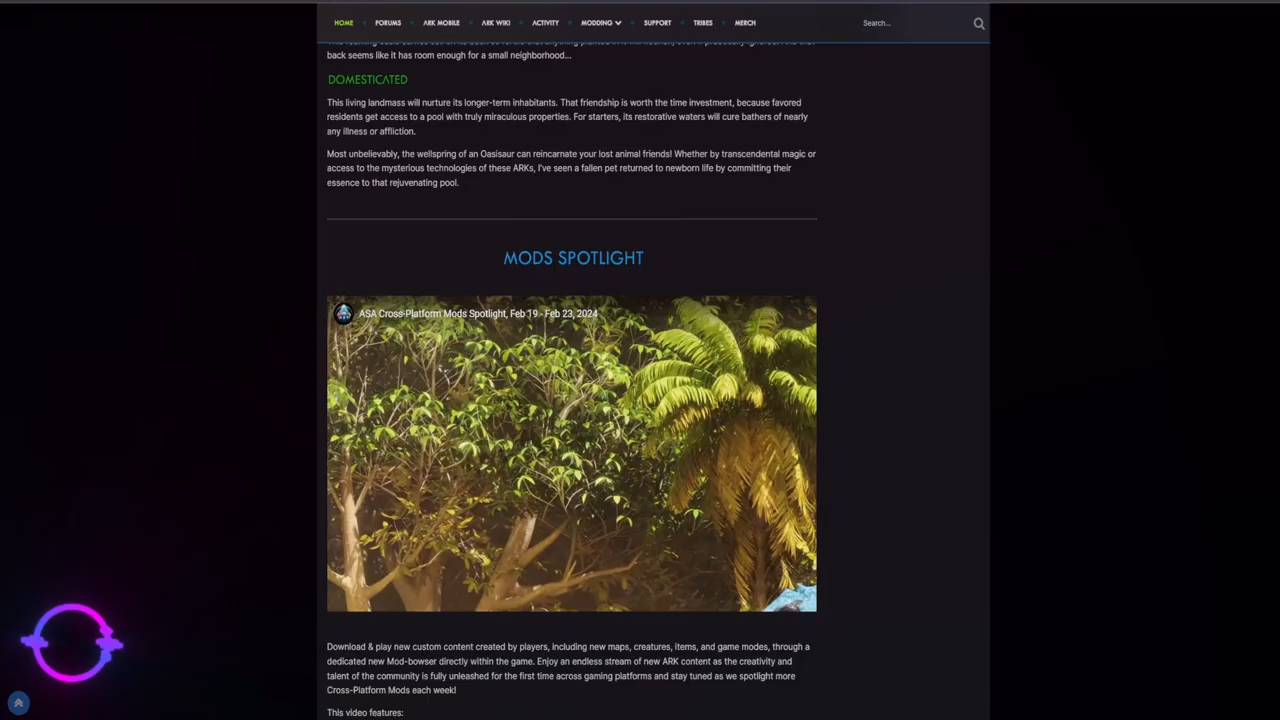 HOME
FORUMS
ARK MOBILE
ARK WIKI
ACTIVITY
MODDING
SUPPORT
TRIBES
MERCH
Search...
back seems like it has room enough for a small neighborhood...
DOMESTICATED
This living landmass will nurture its longer-term inhabitants. That friendship is worth the time investment, because favored
residents get access to a pool with truly miraculous properties. For starters, its restorative waters will cure bathers of nearly
any illness or affliction.
Most unbelievably, the wellspring of an Oasisaur can reincarnate your lost animal friends! Whether by transcendental magic or
access to the mysterious technologies of these ARKs, I've seen a fallen pet returned to newborn life by committing their
essence to that rejuvenating pool.
MODS SPOTLIGHT
ASA Cross-Platform Mods Spotlight, Feb 19 - Feb 23, 2024
Download & play new custom content created by players, including new maps, creatures, items, and game modes, through a
dedicated new Mod-bowser directly within the game. Enjoy an endless stream of new ARK content as the creativity and
talent of the community is fully unleashed for the first time across gaming platforms and stay tuned as we spotlight more
Cross-Platform Mods each week!
This video features: